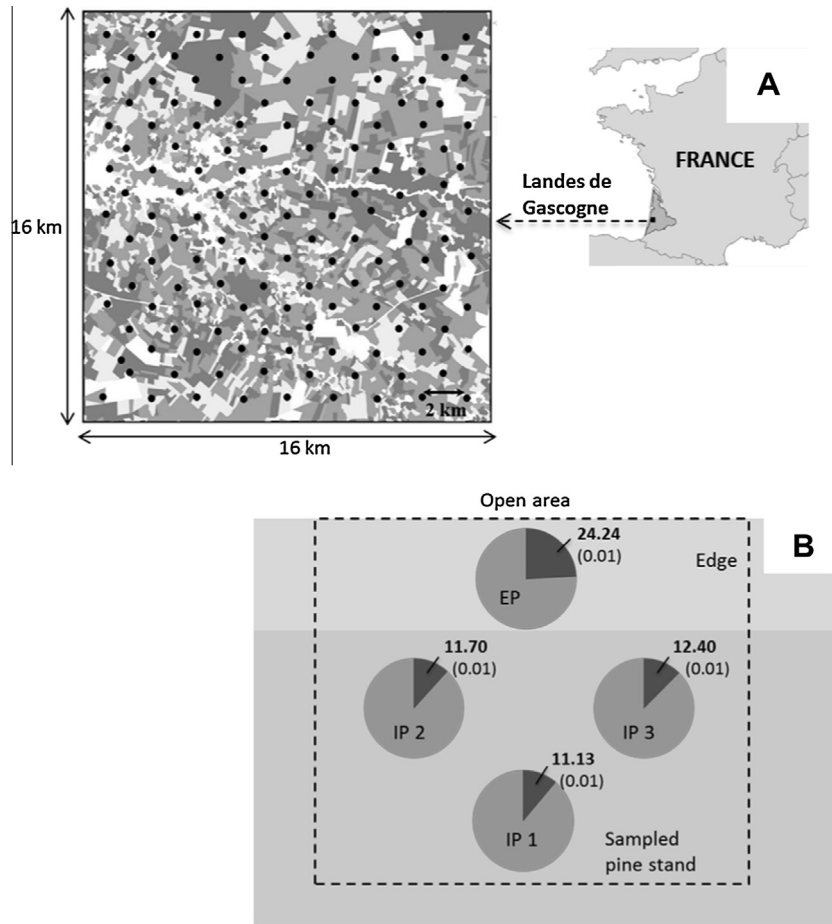 A
FRANCE
Landes de
Gascogne
16 km
2 km
16 km
Open area
B
24.24
(0.01)
Edge
EP
11.70
(0.01)
12.40
(0.01)
IP 2
IP 3
11.13
(0.01)
IP 1
Sampled
pine stand